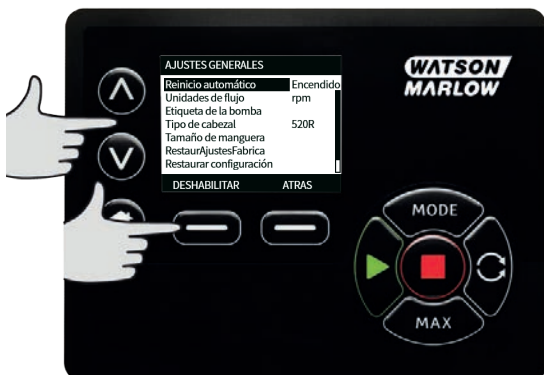 AJUSTES GENERALES
Reinicio automático Encendido
Unidades de flujo rpm
Etiqueta de la bomba
Tipo de cabezal 520R
Tamaño de manguera
RestaurAjustesFabrica
Restaurar configuración
DESHABILITAR ATRAS
WATSON
MARLOW
MODE
MAX